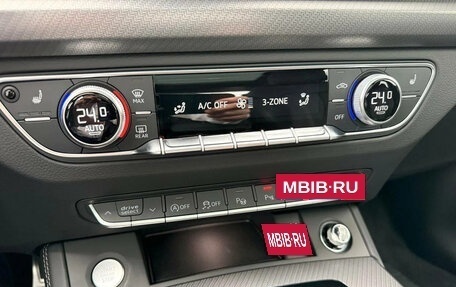 MAX
A/C OFF
3-ZONE
24.0
AUTO
24.0
AUTO
REAR
OFF
drive
select
OFF
MBIB·RU
MBIB·RU